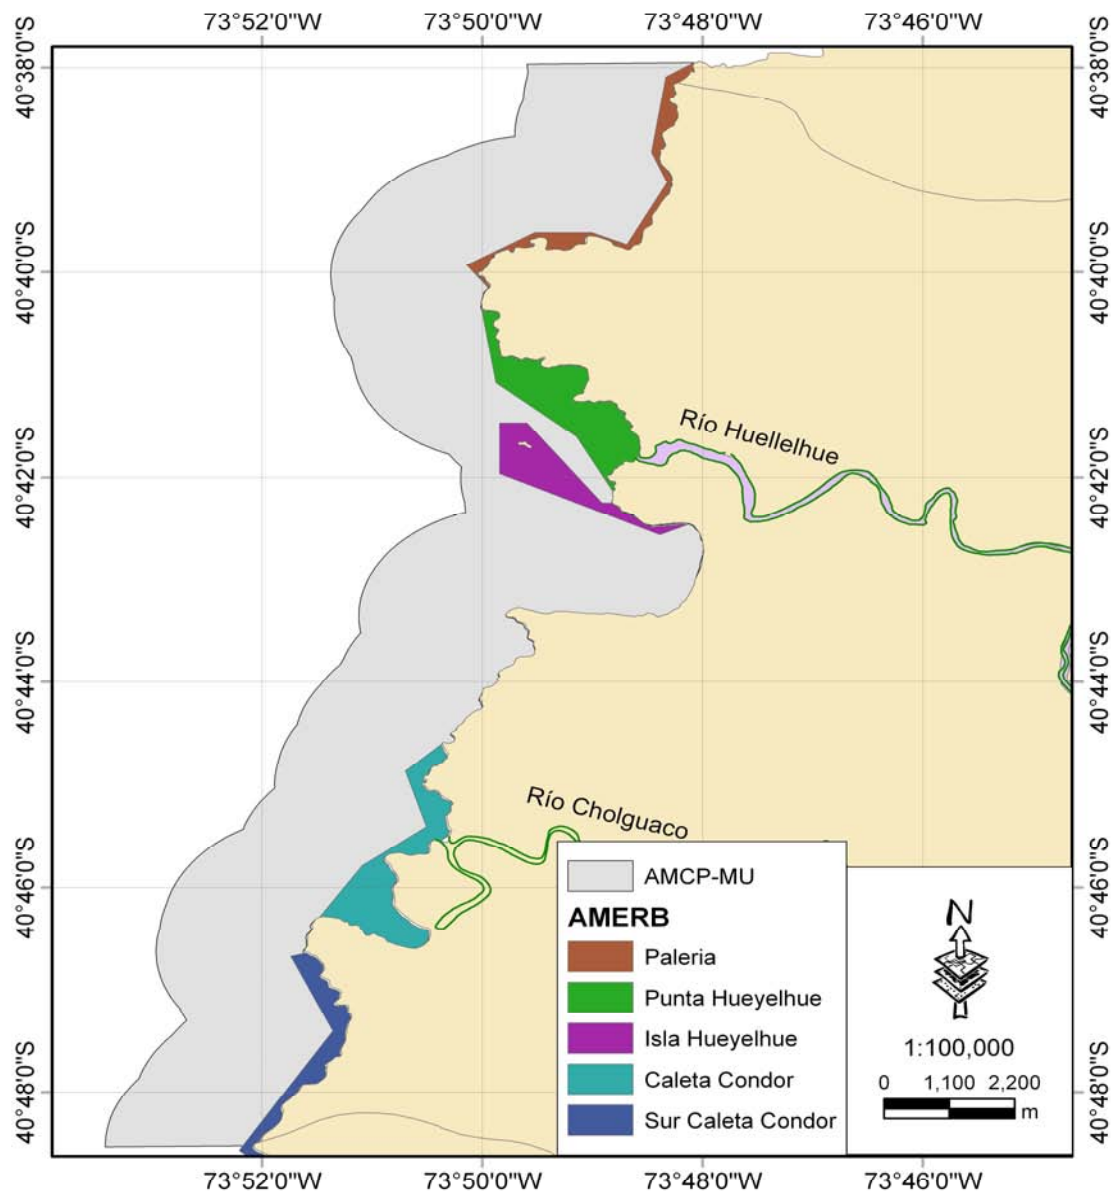 73°52'0"W 73°50'0"W 73°48'0"W 73°46'0"W
40°38'0"S 40°38'0"S
40°40'0"S 40°40'0"S
Río Huellelhue
40°42'0"S 40°42'0"S
40°44'0"S 40°44'0"S
Río Cholguaco
40°46'0"S 40°46'0"S
AMCP-MU
AMERB
Paleria
Punta Hueyelhue
Isla Hueyelhue
Caleta Condor
Sur Caleta Condor
N
1:100,000
0 1,100 2,200
m
40°48'0"S 40°48'0"S
73°52'0"W 73°50'0"W 73°48'0"W 73°46'0"W